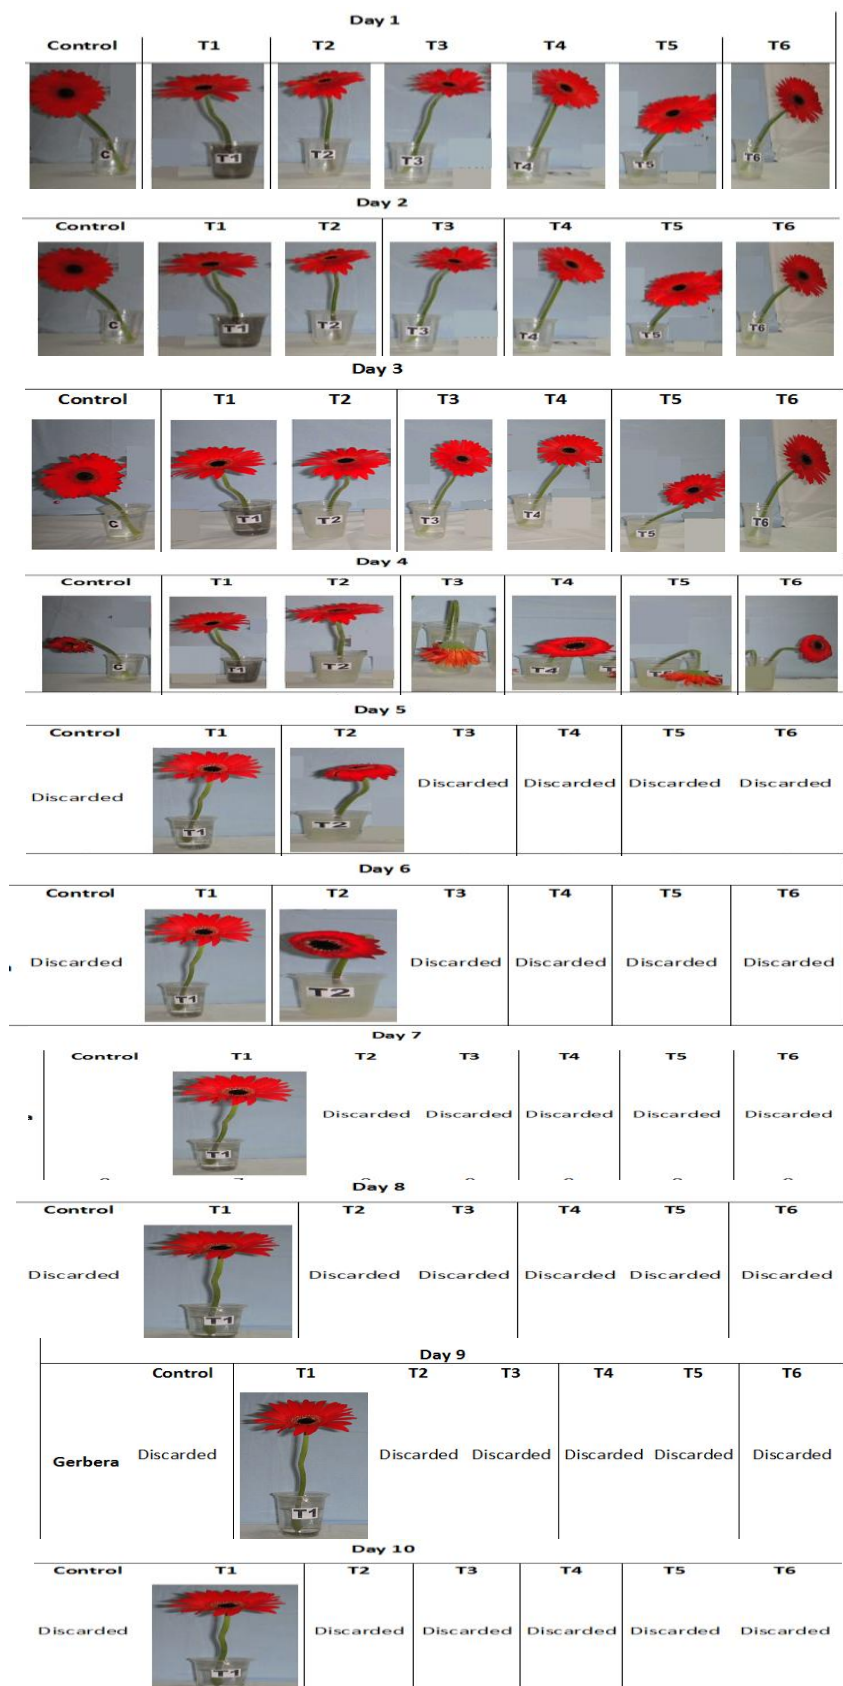 Day 1
Control T1 T2 T3 T4 T5 T6
C T1 T2 T3 T4 T5 T6
Day 2
Control T1 T2 T3 T4 T5 T6
C T1 T2 T3 T4 T5 T6
Day 3
Control T1 T2 T3 T4 T5 T6
C T1 T2 T3 T4 T5 T6
Day 4
Control T1 T2 T3 T4 T5 T6
C T1 T2 T4
Day 5
Control T1 T2 T3 T4 T5 T6
Discarded T1 T2 Discarded Discarded Discarded Discarded
Day 6
Control T1 T2 T3 T4 T5 T6
Discarded T1 T2 Discarded Discarded Discarded Discarded
Day 7
Control T1 T2 T3 T4 T5 T6
T1 Discarded Discarded Discarded Discarded Discarded
Day 8
Control T1 T2 T3 T4 T5 T6
Discarded T1 Discarded Discarded Discarded Discarded Discarded
Day 9
Control T1 T2 T3 T4 T5 T6
Gerbera Discarded T1 Discarded Discarded Discarded Discarded Discarded
Day 10
Control T1 T2 T3 T4 T5 T6
Discarded T1 Discarded Discarded Discarded Discarded Discarded